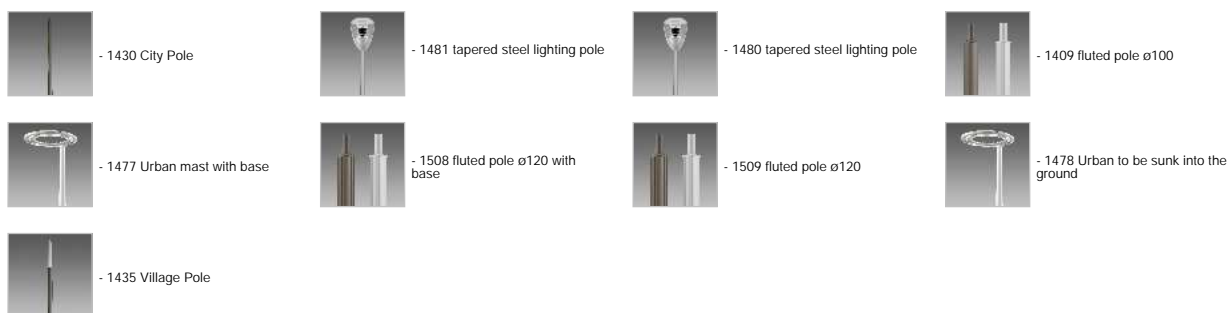 - 1430 City Pole
- 1481 tapered steel lighting pole
- 1480 tapered steel lighting pole
- 1409 fluted pole ø100
- 1477 Urban mast with base
- 1508 fluted pole ø120 with
base
- 1509 fluted pole ø120
- 1478 Urban to be sunk into the
ground
- 1435 Village Pole